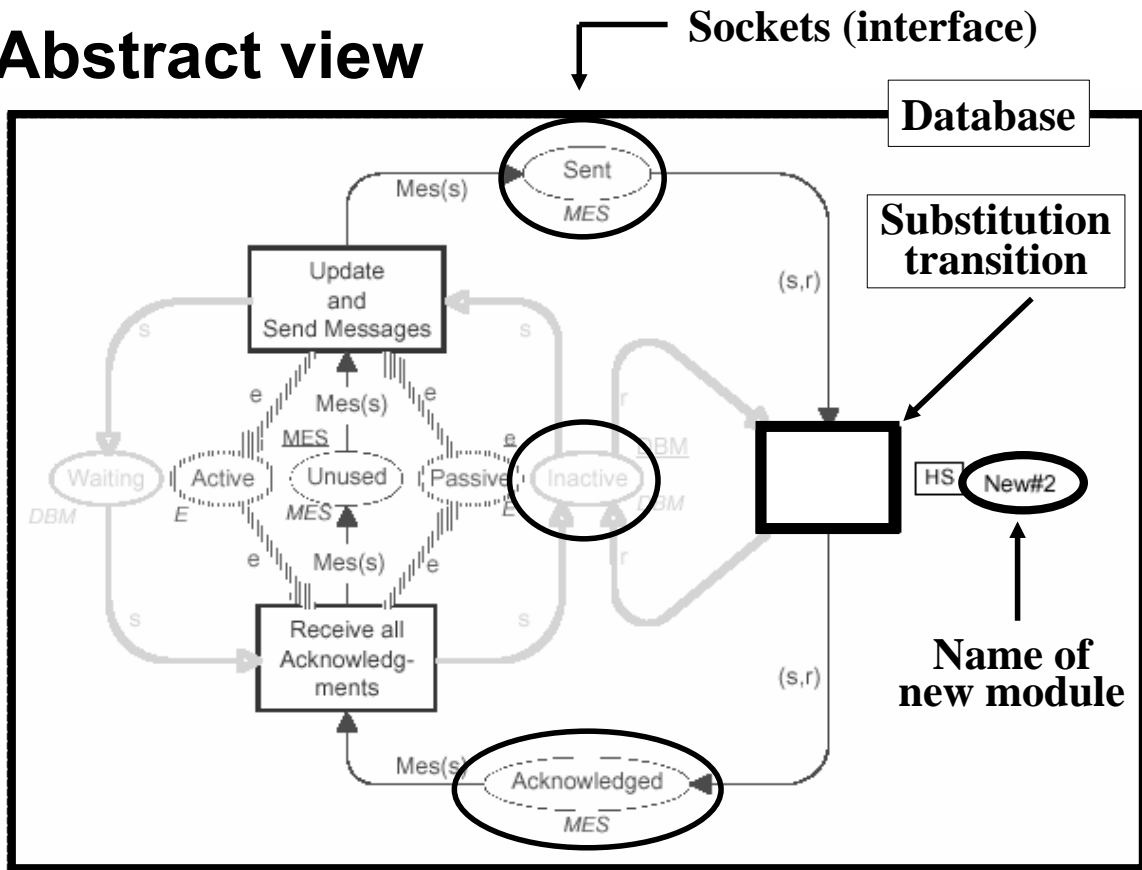 Abstract view
Sockets (interface)
Database
Substitution
transition
Sent
MES
Mes(s)
(s,r)
Update
and
Send Messages
s
s
r
e
e
Mes(s)
MES
e
DBM
Waiting
Active
Unused
Passive
Inactive
HS
New#2
DBM
E
MES
E
DBM
e
Mes(s)
e
r
s
s
Receive all
Acknowledg-
ments
Name of
new module
(s,r)
Mes(s)
Acknowledged
MES